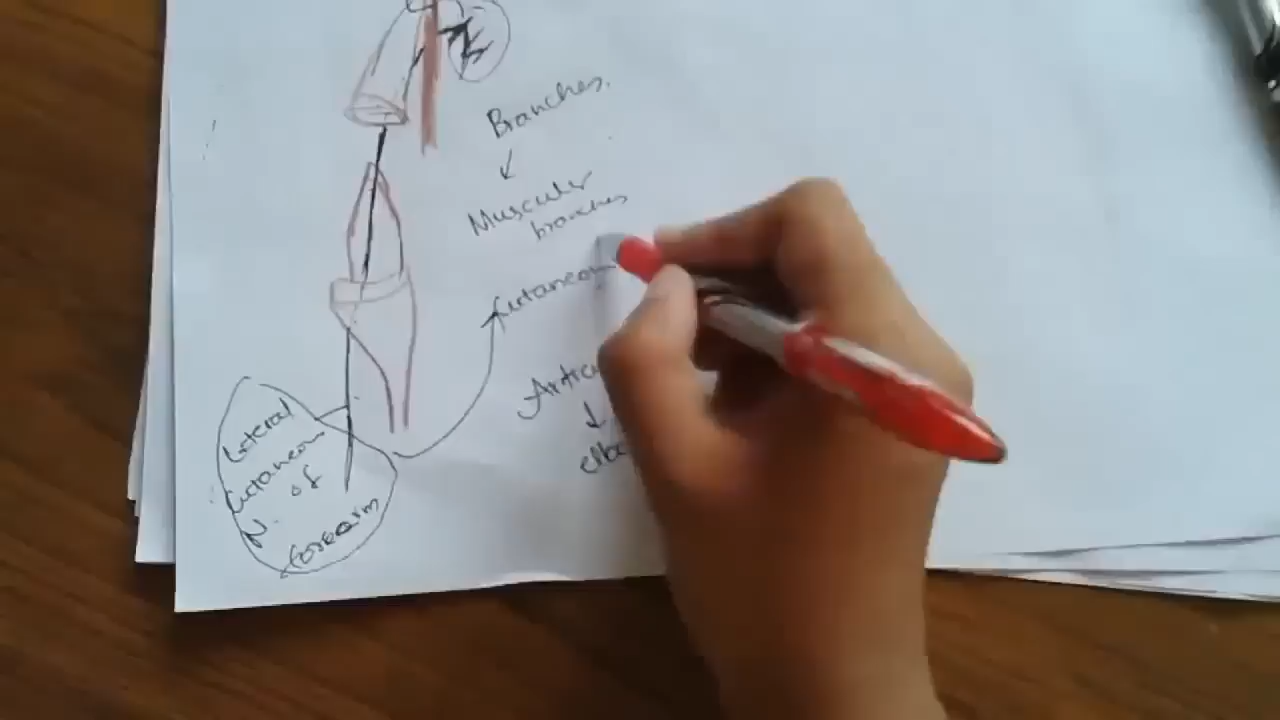 Branches.
Muscular
branches
Cutaneous
Lateral
Cutaneous
N. of
forearm